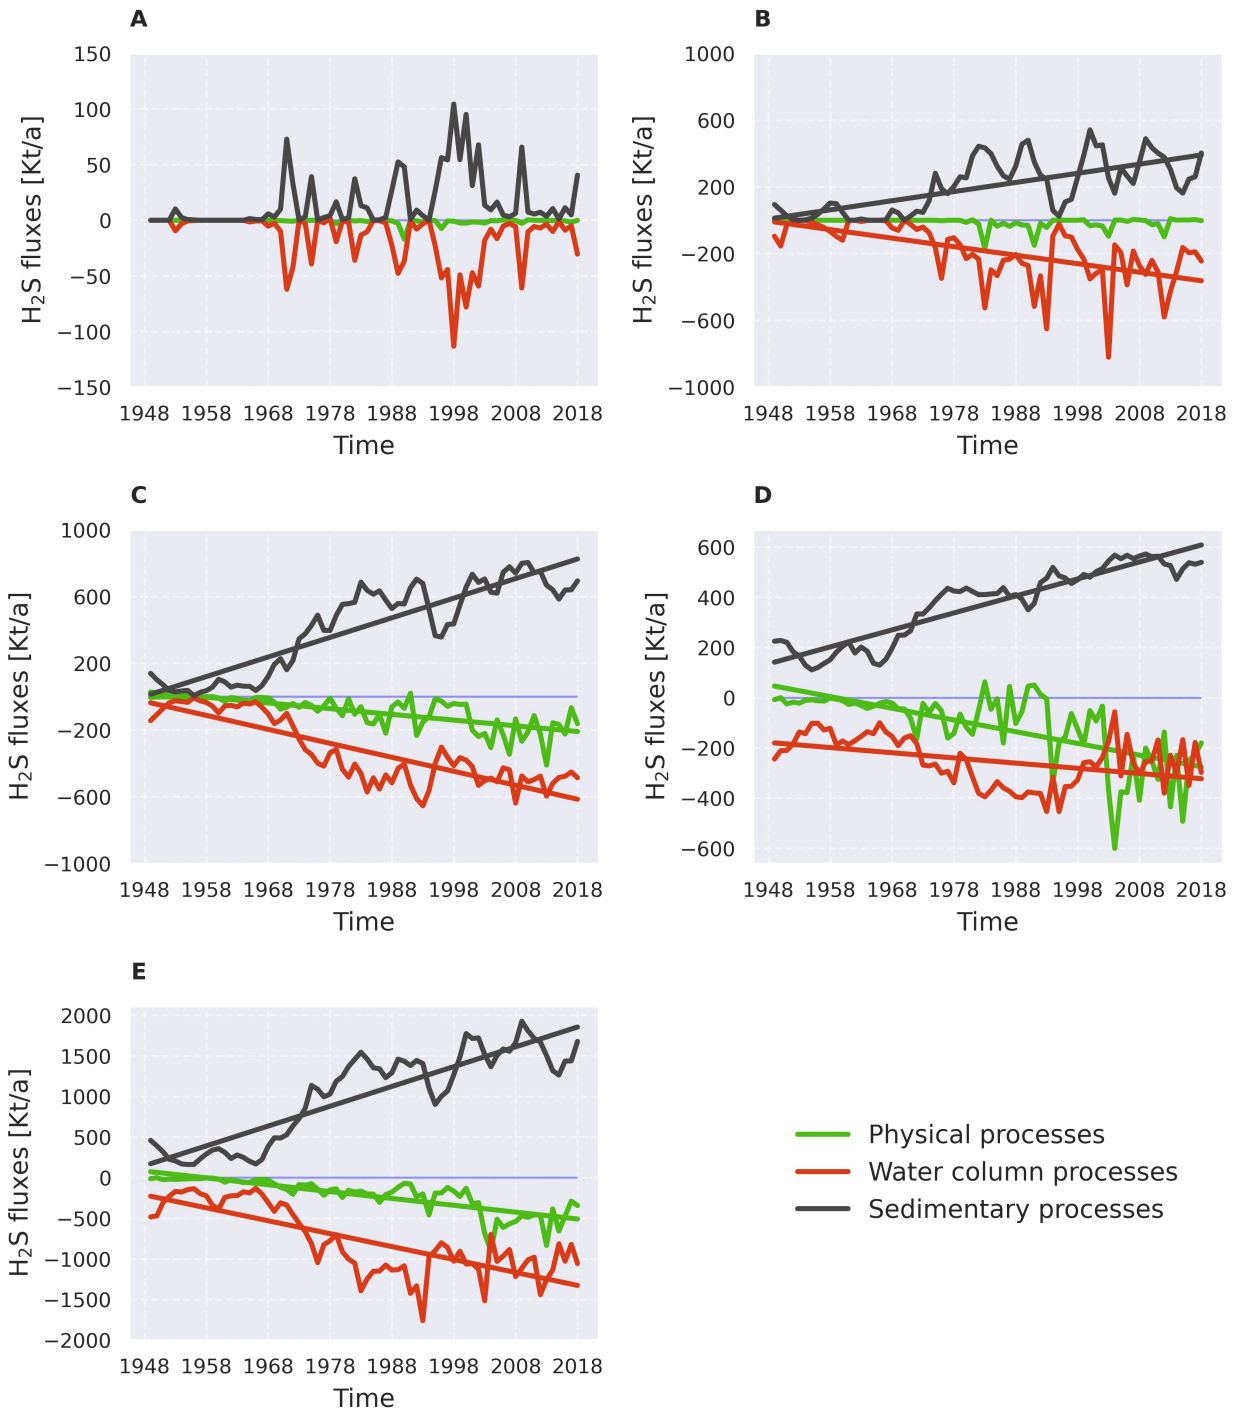 A
H₂S fluxes [Kt/a]
150
100
50
0
−50
−100
−150
1948 1958 1968 1978 1988 1998 2008 2018
Time
B
H₂S fluxes [Kt/a]
1000
600
200
0
−200
−600
−1000
1948 1958 1968 1978 1988 1998 2008 2018
Time
C
H₂S fluxes [Kt/a]
1000
600
200
0
−200
−600
−1000
1948 1958 1968 1978 1988 1998 2008 2018
Time
D
H₂S fluxes [Kt/a]
600
400
200
0
−200
−400
−600
1948 1958 1968 1978 1988 1998 2008 2018
Time
E
H₂S fluxes [Kt/a]
2000
1500
1000
500
0
−500
−1000
−1500
−2000
1948 1958 1968 1978 1988 1998 2008 2018
Time
Physical processes
Water column processes
Sedimentary processes